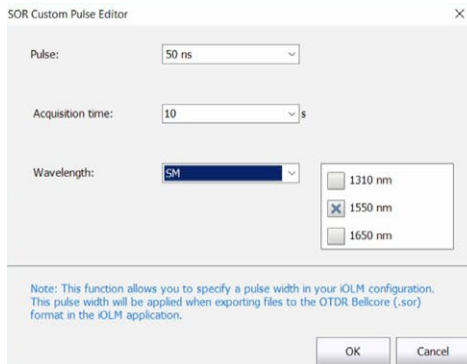 SOR Custom Pulse Editor
Pulse:
50 ns
Acquisition time:
10
s
Wavelength:
SM
1310 nm
1550 nm
1650 nm
Note: This function allows you to specify a pulse width in your iOLM configuration.
This pulse width will be applied when exporting files to the OTDR Bellcore (.sor)
format in the iOLM application.
OK
Cancel